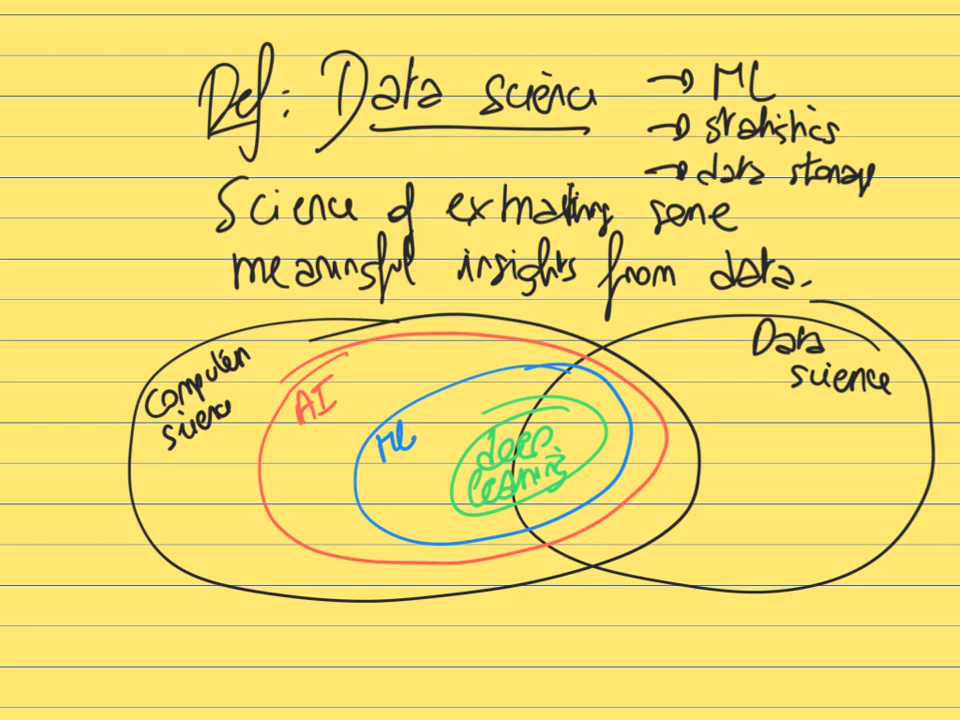 Def: Data science
→ ML
→ statistics
→ data storage
Science of extracting some
meaningful insights from data.
Computer
science
AI
ML
deep
learning
Data
science